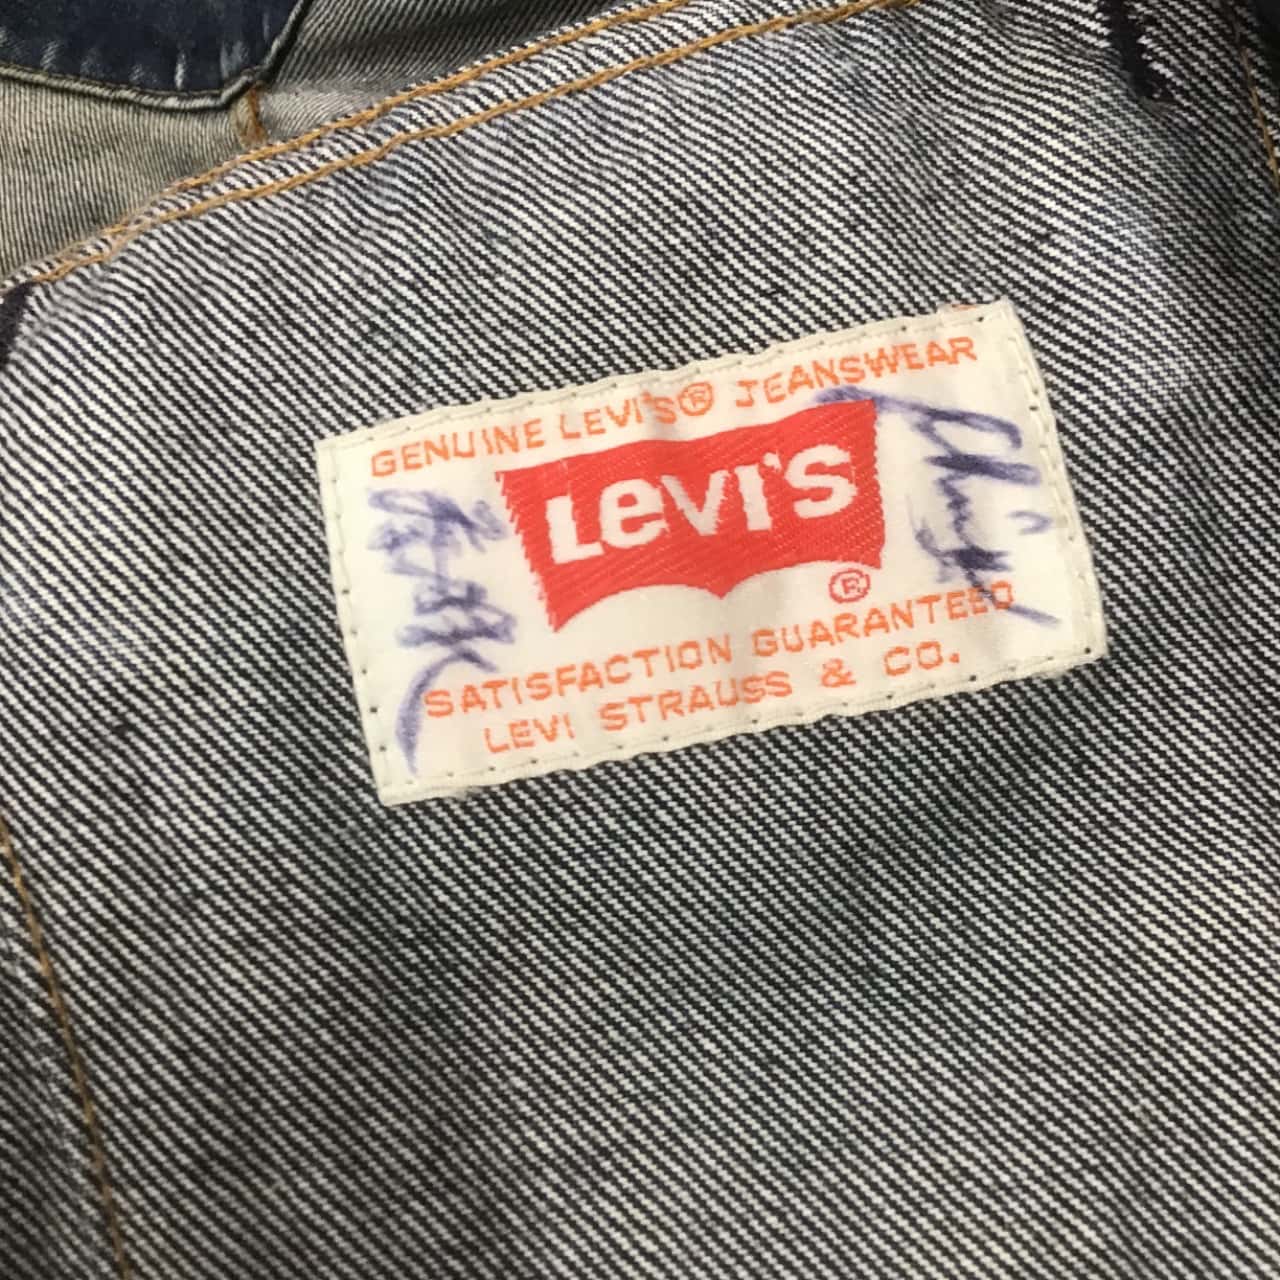 GENUINE LEVI'S® JEANSWEAR
LEVI'S
®
SATISFACTION GUARANTEED
LEVI STRAUSS & CO.